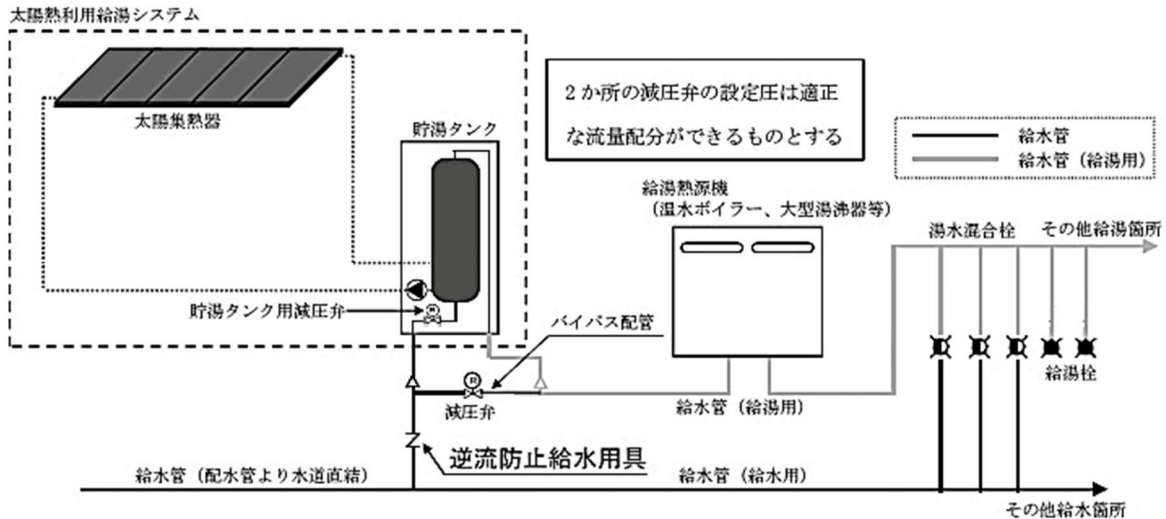 太陽熱利用給湯システム
太陽集熱器
貯湯タンク
2か所の減圧弁の設定圧は適正
な流量配分ができるものとする
給水管
給水管(給湯用)
給湯熱源機
(温水ボイラー、大型湯沸器等)
湯水混合栓
その他給湯箇所
貯湯タンク用減圧弁
R
バイパス配管
R
減圧弁
給水管(給湯用)
給湯栓
逆流防止給水用具
給水管(配水管より水道直結)
給水管(給水用)
その他給水箇所